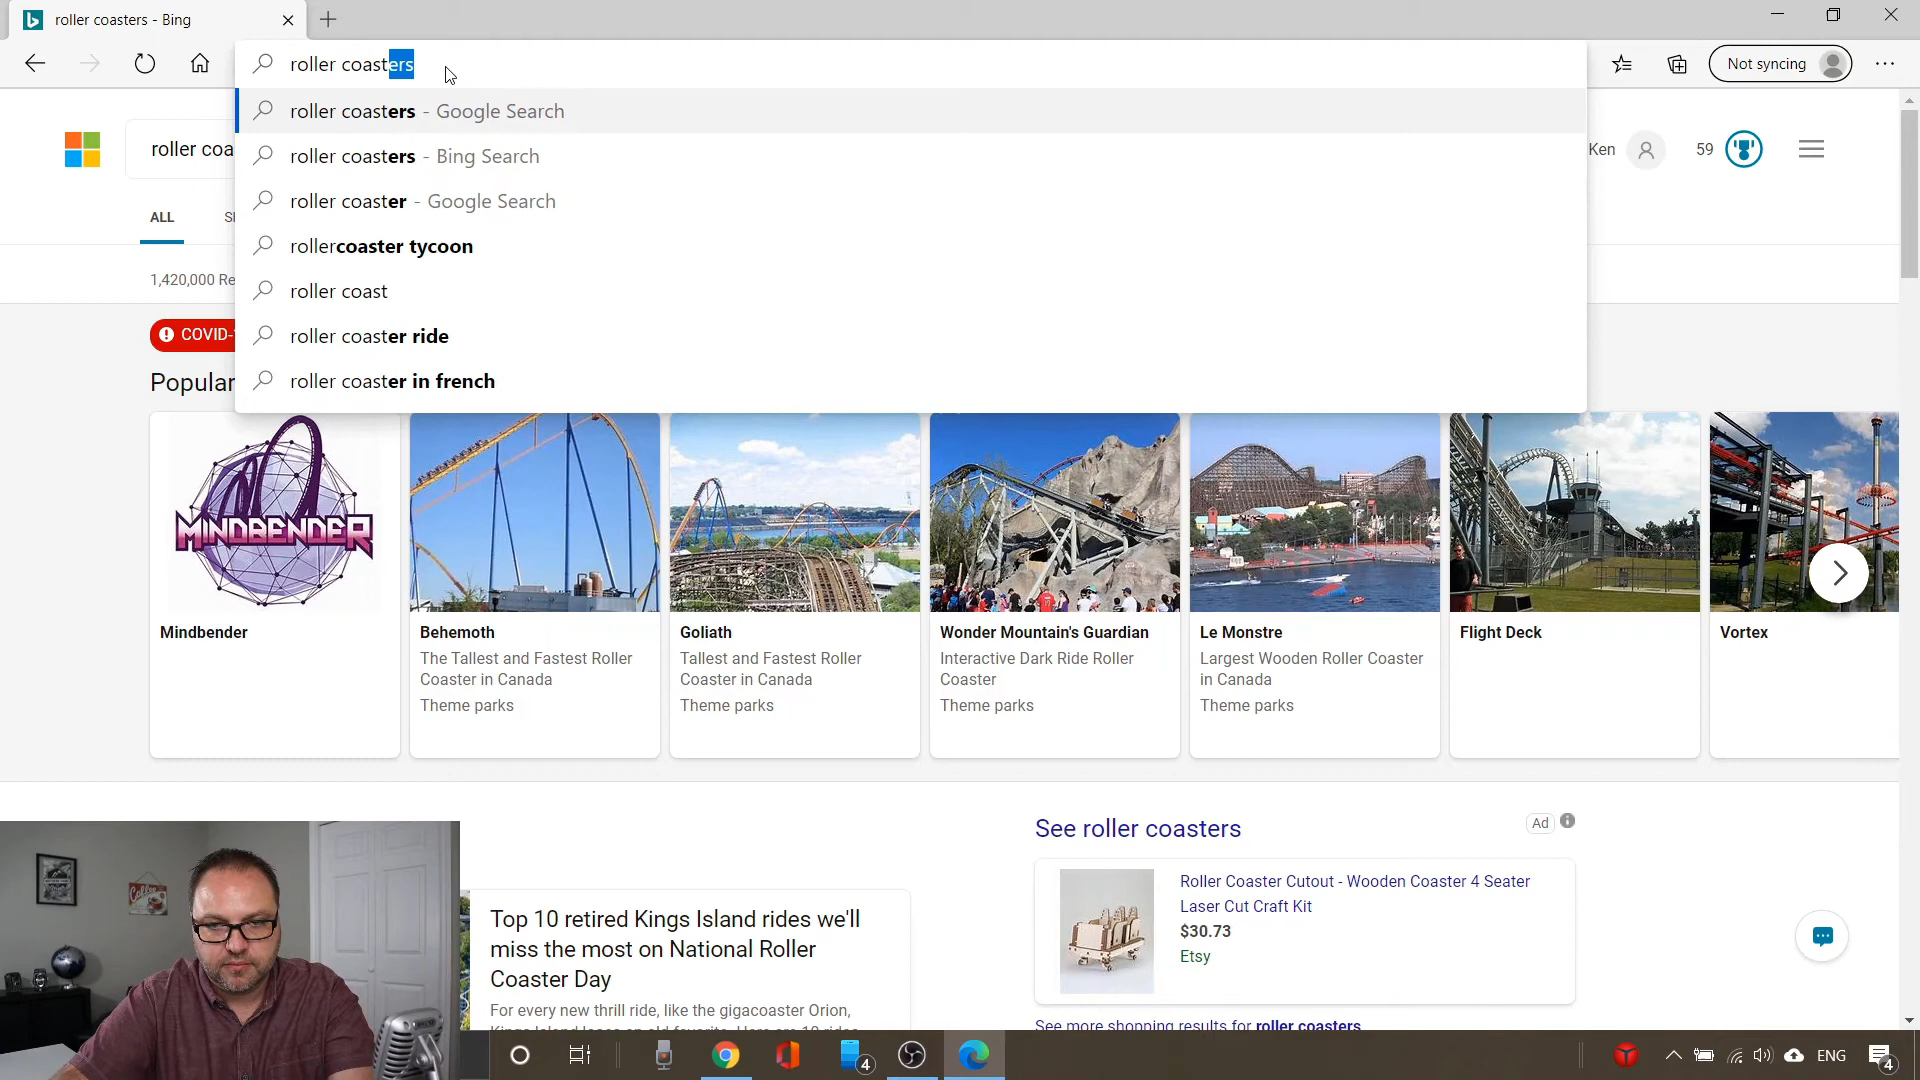 roller coasters - Bing
roller coasters
Not syncing
roller coasters - Google Search
roller coasters - Bing Search
roller coaster - Google Search
rollercoaster tycoon
roller coast
roller coaster ride
roller coaster in french
roller coa
Ken
59
ALL
1,420,000 Re
COVID-
Popular
MINDBENDER
Mindbender
Behemoth
The Tallest and Fastest Roller
Coaster in Canada
Theme parks
Goliath
Tallest and Fastest Roller
Coaster in Canada
Theme parks
Wonder Mountain's Guardian
Interactive Dark Ride Roller
Coaster
Theme parks
Le Monstre
Largest Wooden Roller Coaster
in Canada
Theme parks
Flight Deck
Vortex
See roller coasters
Ad
Roller Coaster Cutout - Wooden Coaster 4 Seater
Laser Cut Craft Kit
$30.73
Etsy
See more shopping results for roller coasters
Top 10 retired Kings Island rides we'll
miss the most on National Roller
Coaster Day
For every new thrill ride, like the gigacoaster Orion,
Coffee
4
ENG
4